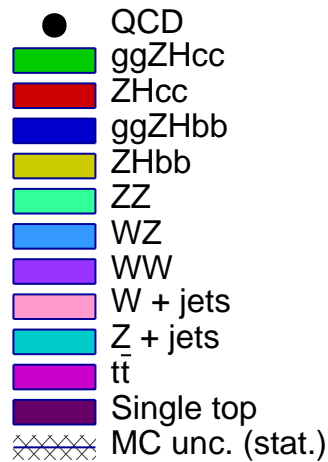 QCD
ggZHcc
ZHcc
ggZHbb
ZHbb
ZZ
WZ
WW
W + jets
Z + jets
tt̄
Single top
MC unc. (stat.)